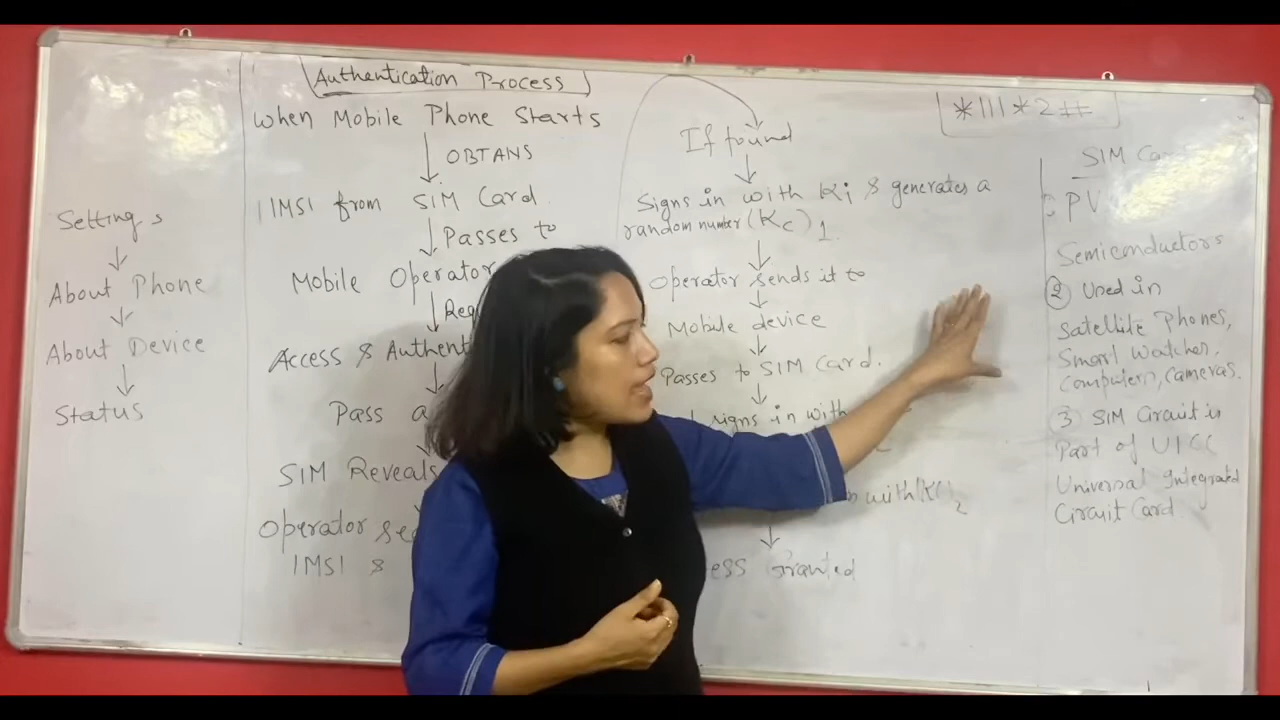 Settings
About Phone
About Device
Status
Authentication Process
When Mobile Phone Starts
OBTANS
IMSI from SIM Card
Passes to
Mobile Operator
Access & Authent
Pass a
SIM Reveals
Operator se
IMSI &
If found
Signs in with Ki & generates a
random number (Kc)1
Operator sends it to
Mobile device
Passes to SIM Card.
signs in with
with (Kc)2
ess Granted
*111*2#
SIM Ca
PV
Semiconductors
② Used in
Satellite Phones,
Smart Watches,
Computers, Cameras.
③ SIM Circuit is
Part of UICC
Universal Integrated
Circuit Card